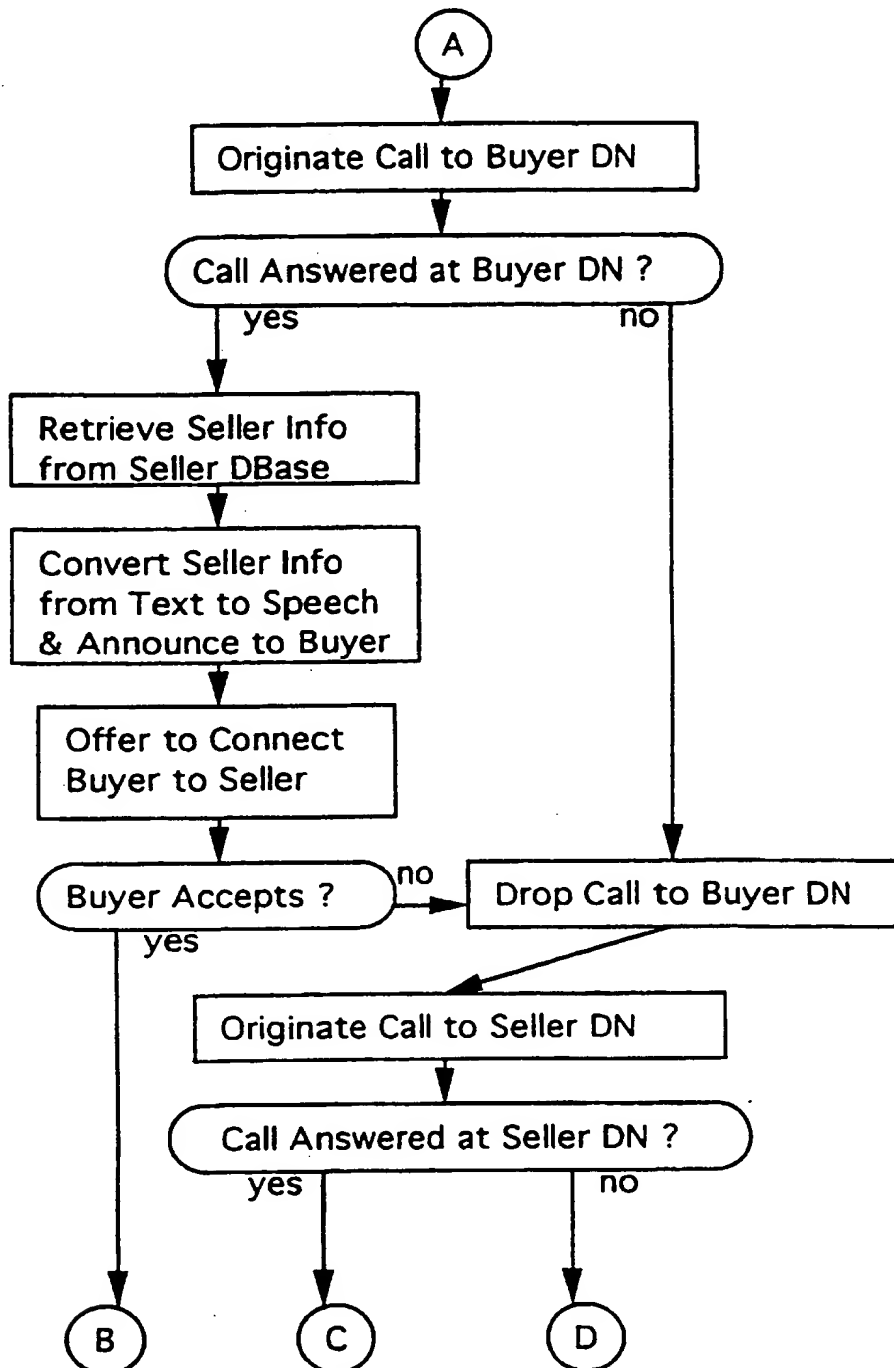 A
Originate Call to Buyer DN
Call Answered at Buyer DN ?
yes
no
Retrieve Seller Info
from Seller DBase
Convert Seller Info
from Text to Speech
& Announce to Buyer
Offer to Connect
Buyer to Seller
Buyer Accepts ?
no
yes
Drop Call to Buyer DN
Originate Call to Seller DN
Call Answered at Seller DN ?
yes
no
B
C
D